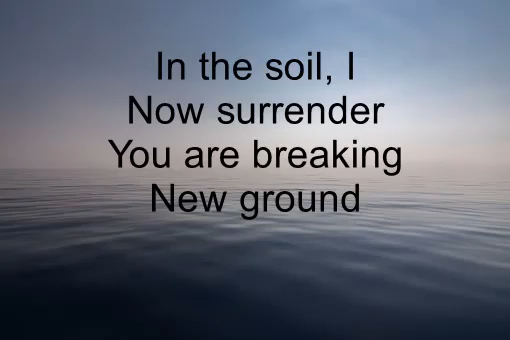 In the soil, I
Now surrender
You are breaking
New ground